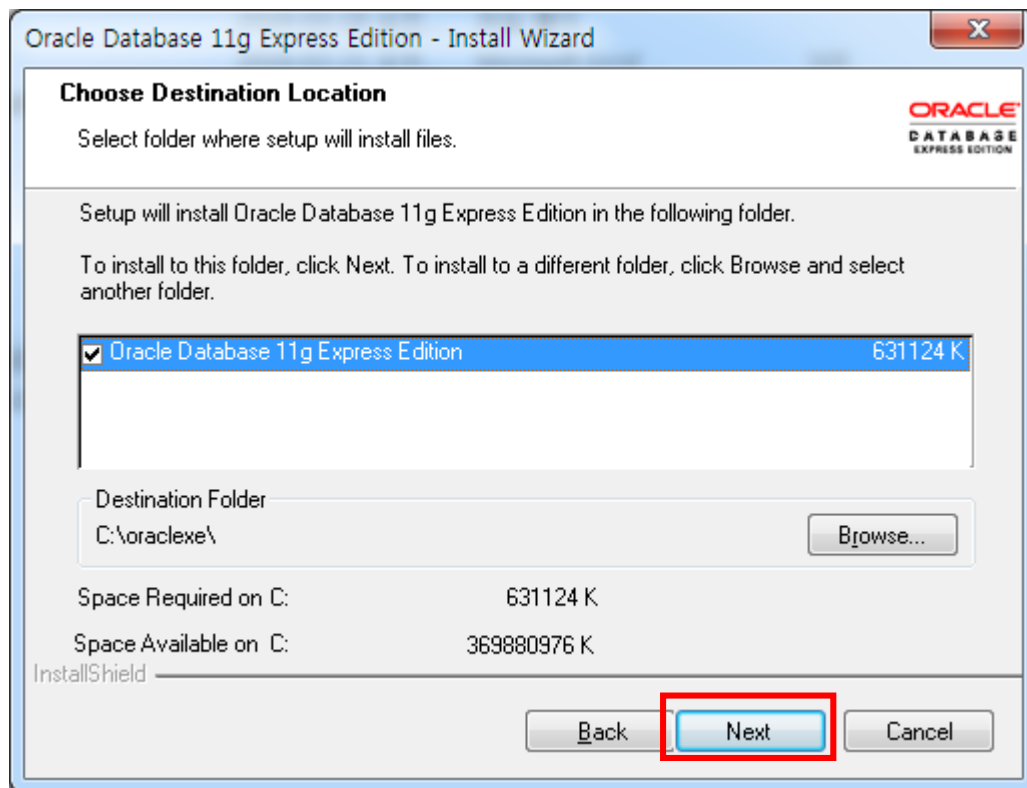 Oracle Database 11g Express Edition - Install Wizard
Choose Destination Location
Select folder where setup will install files.
ORACLE
DATABASE
EXPRESS EDITION
Setup will install Oracle Database 11g Express Edition in the following folder.
To install to this folder, click Next. To install to a different folder, click Browse and select
another folder.
Oracle Database 11g Express Edition 631124 K
Destination Folder
C:\oraclexe\
Browse...
Space Required on C: 631124 K
Space Available on C: 369880976 K
InstallShield
Back Next Cancel